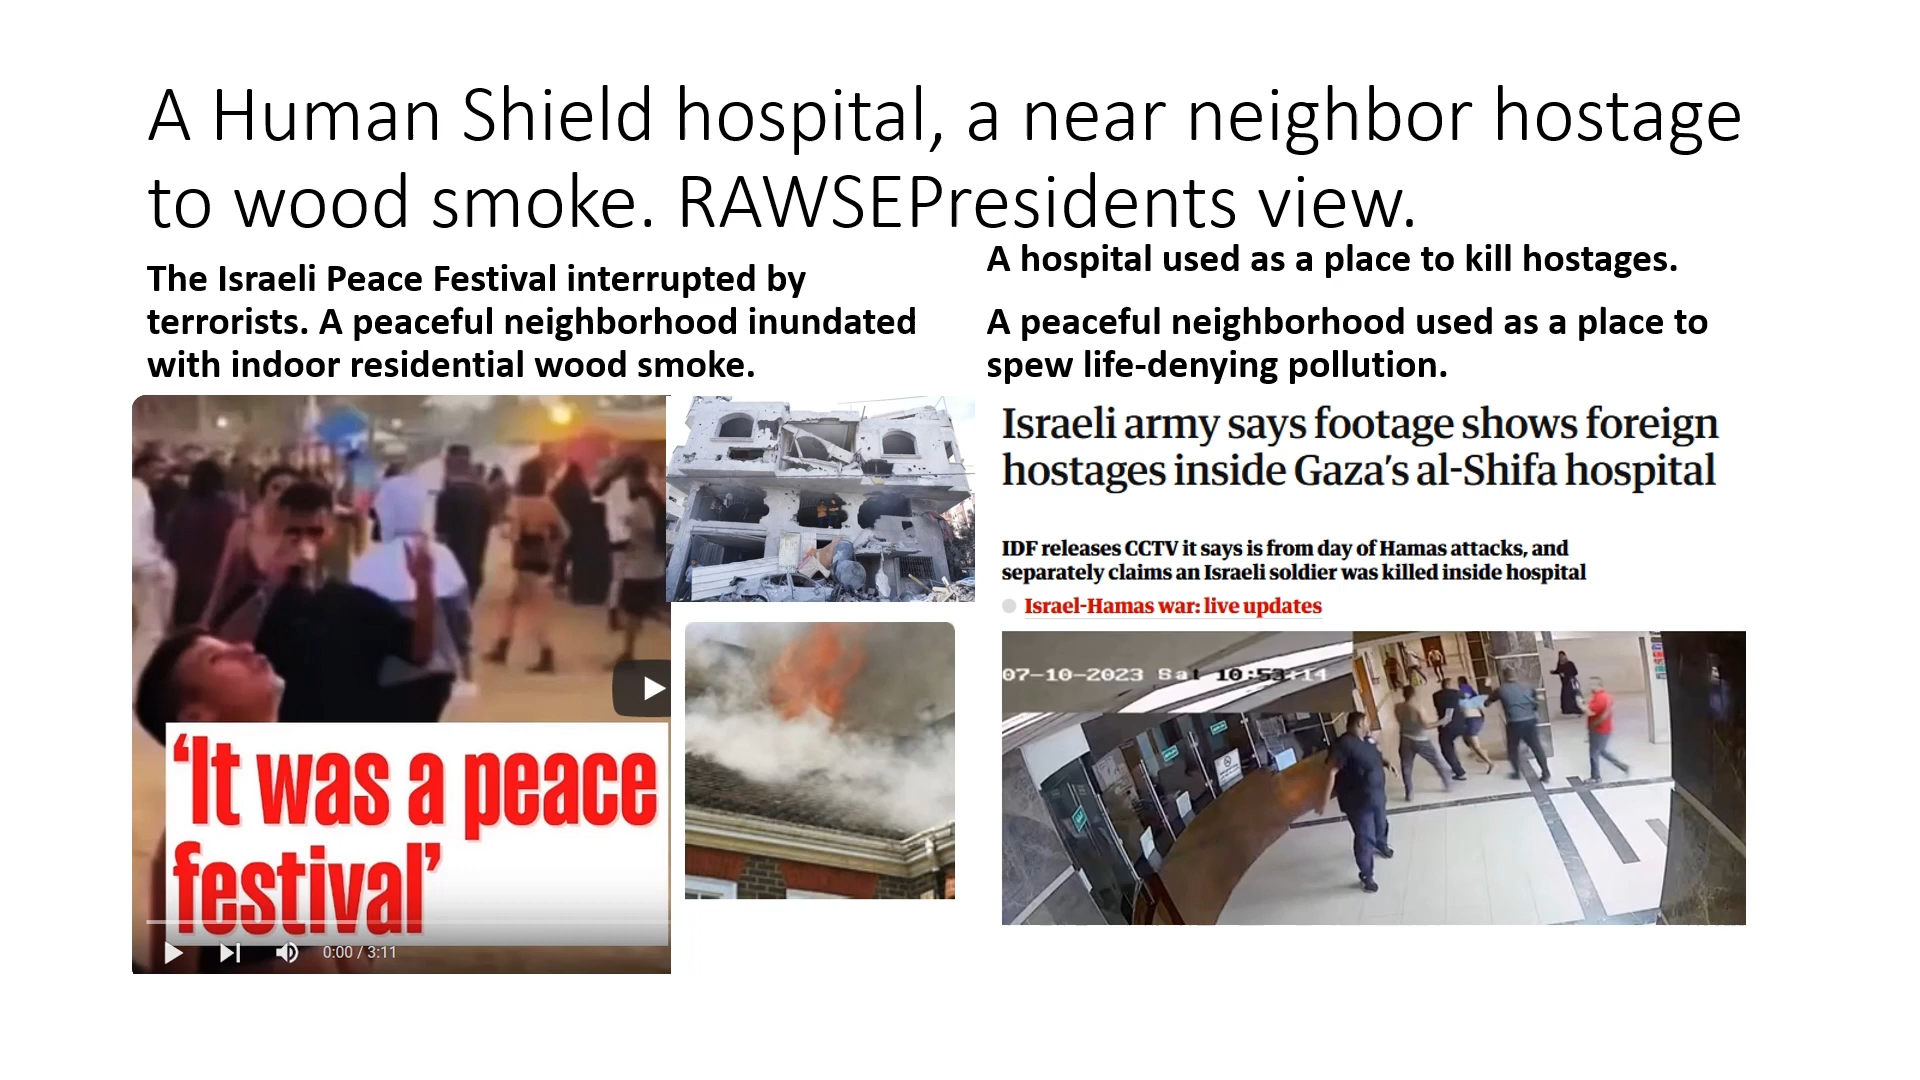 A Human Shield hospital, a near neighbor hostage
to wood smoke. RAWSEPresidents view.
The Israeli Peace Festival interrupted by
terrorists. A peaceful neighborhood inundated
with indoor residential wood smoke.
‘It was a peace
festival’
0:00 / 3:11
A hospital used as a place to kill hostages.
A peaceful neighborhood used as a place to
spew life-denying pollution.
Israeli army says footage shows foreign
hostages inside Gaza’s al-Shifa hospital
IDF releases CCTV it says is from day of Hamas attacks, and
separately claims an Israeli soldier was killed inside hospital
Israel-Hamas war: live updates
07-10-2023 Sat 10:53:14